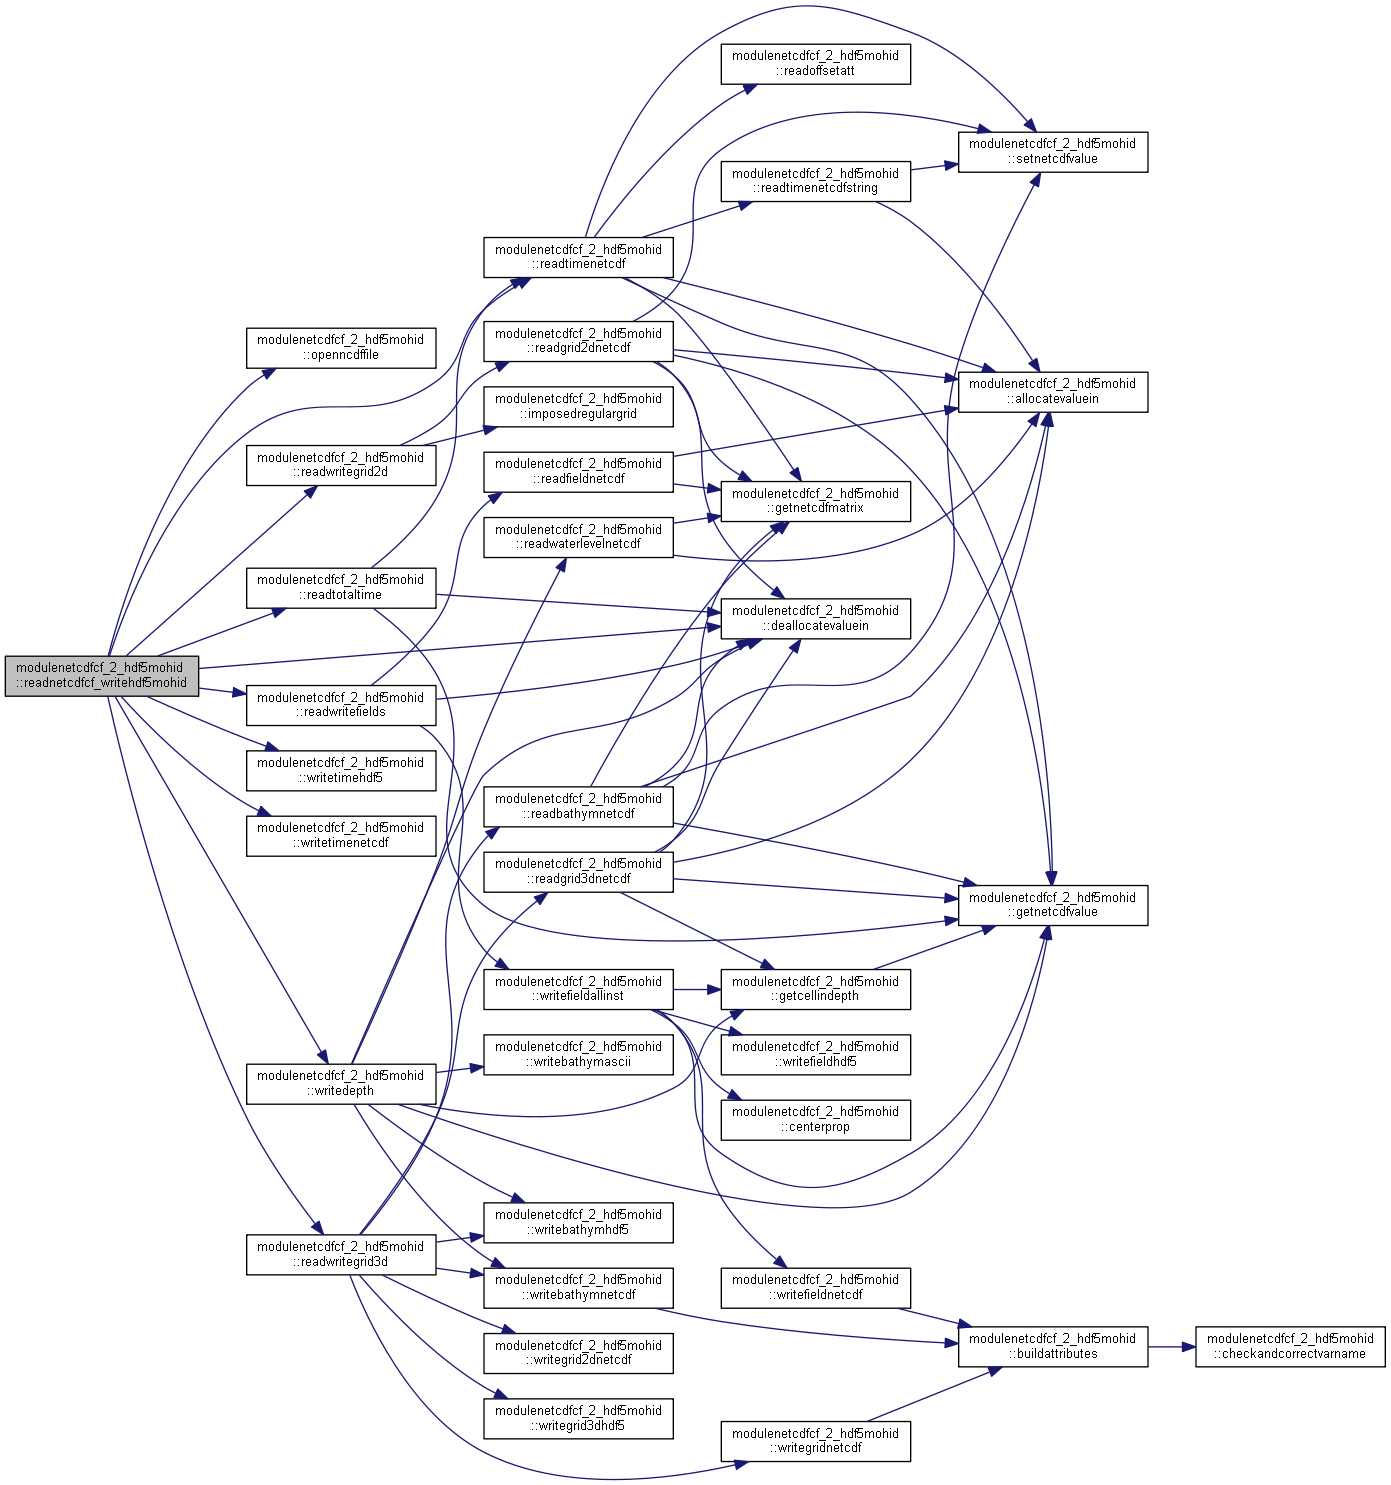 modulenetcdfcf_2_hdf5mohid
::readnetcdfcf_writehdf5mohid
modulenetcdfcf_2_hdf5mohid
::openncdffile
modulenetcdfcf_2_hdf5mohid
::readwritegrid2d
modulenetcdfcf_2_hdf5mohid
::readtotaltime
modulenetcdfcf_2_hdf5mohid
::readwritefields
modulenetcdfcf_2_hdf5mohid
::writetimehdf5
modulenetcdfcf_2_hdf5mohid
::writetimenetcdf
modulenetcdfcf_2_hdf5mohid
::writedepth
modulenetcdfcf_2_hdf5mohid
::readwritegrid3d
modulenetcdfcf_2_hdf5mohid
::readtimenetcdf
modulenetcdfcf_2_hdf5mohid
::readgrid2dnetcdf
modulenetcdfcf_2_hdf5mohid
::imposedregulargrid
modulenetcdfcf_2_hdf5mohid
::readfieldnetcdf
modulenetcdfcf_2_hdf5mohid
::readwaterlevelnetcdf
modulenetcdfcf_2_hdf5mohid
::readbathymnetcdf
modulenetcdfcf_2_hdf5mohid
::readgrid3dnetcdf
modulenetcdfcf_2_hdf5mohid
::writefieldallinst
modulenetcdfcf_2_hdf5mohid
::writebathymascii
modulenetcdfcf_2_hdf5mohid
::writebathymhdf5
modulenetcdfcf_2_hdf5mohid
::writebathymnetcdf
modulenetcdfcf_2_hdf5mohid
::writegrid2dnetcdf
modulenetcdfcf_2_hdf5mohid
::writegrid3dhdf5
modulenetcdfcf_2_hdf5mohid
::readoffsetatt
modulenetcdfcf_2_hdf5mohid
::readtimenetcdfstring
modulenetcdfcf_2_hdf5mohid
::getnetcdfmatrix
modulenetcdfcf_2_hdf5mohid
::deallocatevaluein
modulenetcdfcf_2_hdf5mohid
::getcellindepth
modulenetcdfcf_2_hdf5mohid
::writefieldhdf5
modulenetcdfcf_2_hdf5mohid
::centerprop
modulenetcdfcf_2_hdf5mohid
::writefieldnetcdf
modulenetcdfcf_2_hdf5mohid
::writegridnetcdf
modulenetcdfcf_2_hdf5mohid
::setnetcdfvalue
modulenetcdfcf_2_hdf5mohid
::allocatevaluein
modulenetcdfcf_2_hdf5mohid
::getnetcdfvalue
modulenetcdfcf_2_hdf5mohid
::buildattributes
modulenetcdfcf_2_hdf5mohid
::checkandcorrectvarname